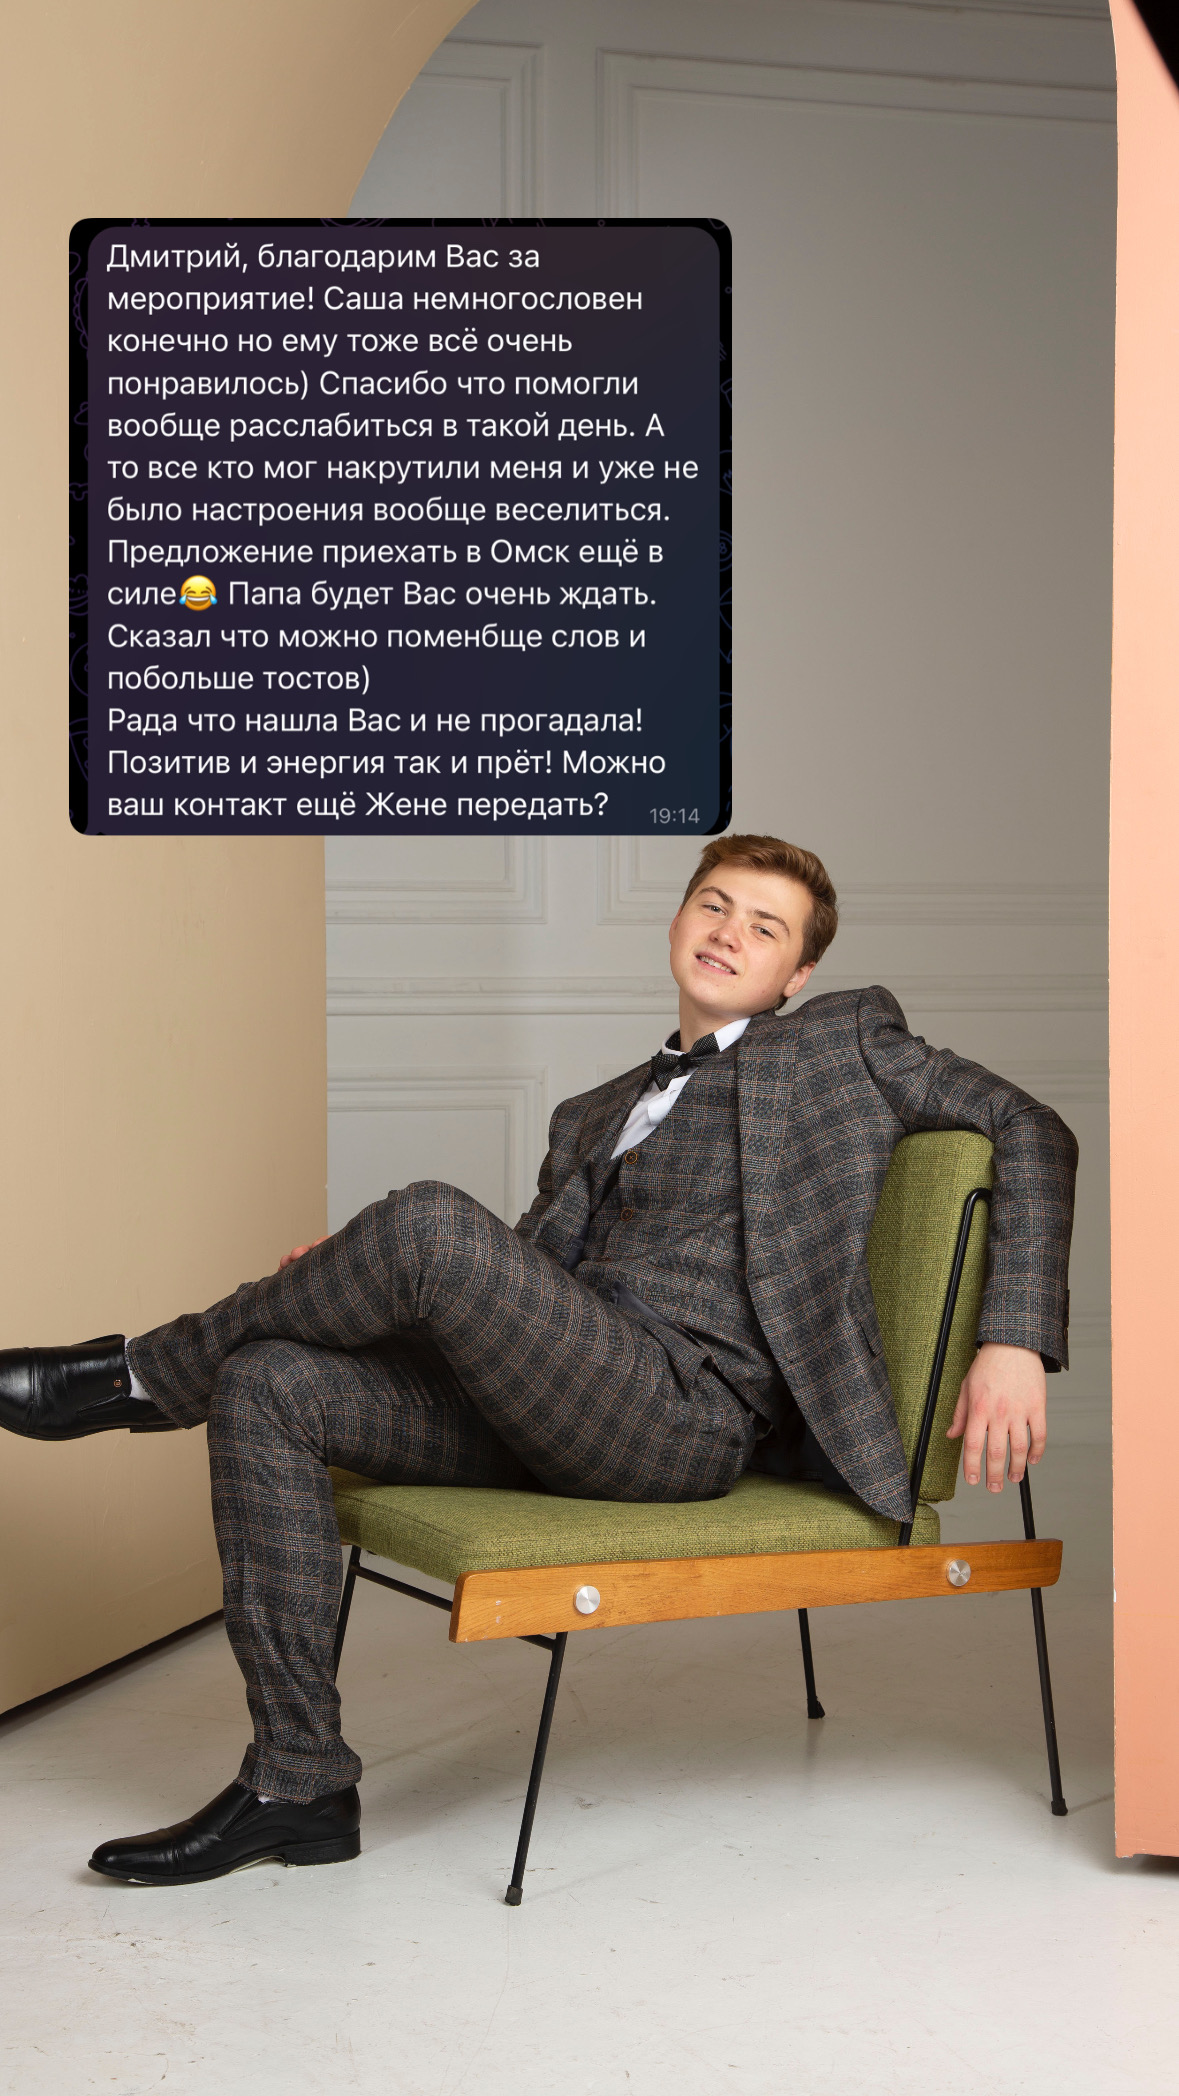 Дмитрий, благодарим Вас за
мероприятие! Саша немногословен
конечно но ему тоже всё очень
понравилось) Спасибо что помогли
вообще расслабиться в такой день. А
то все кто мог накрутили меня и уже не
было настроения вообще веселиться.
Предложение приехать в Омск ещё в
силе😂 Папа будет Вас очень ждать.
Сказал что можно поменбще слов и
побольше тостов)
Рада что нашла Вас и не прогадала!
Позитив и энергия так и прёт! Можно
ваш контакт ещё Жене передать?
19:14